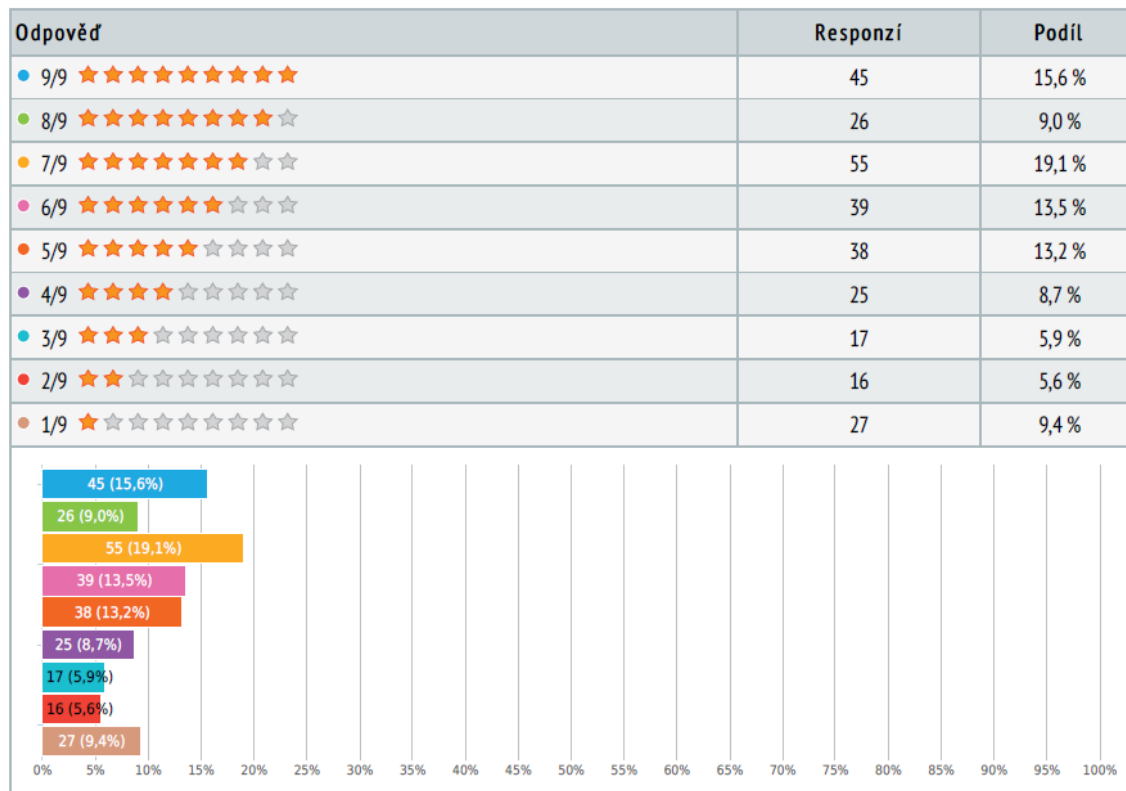 Odpověď Responzí Podíl
9/9 45 15,6 %
8/9 26 9,0 %
7/9 55 19,1 %
6/9 39 13,5 %
5/9 38 13,2 %
4/9 25 8,7 %
3/9 17 5,9 %
2/9 16 5,6 %
1/9 27 9,4 %
45 (15,6%)
26 (9,0%)
55 (19,1%)
39 (13,5%)
38 (13,2%)
25 (8,7%)
17 (5,9%)
16 (5,6%)
27 (9,4%)
0% 5% 10% 15% 20% 25% 30% 35% 40% 45% 50% 55% 60% 65% 70% 75% 80% 85% 90% 95% 100%